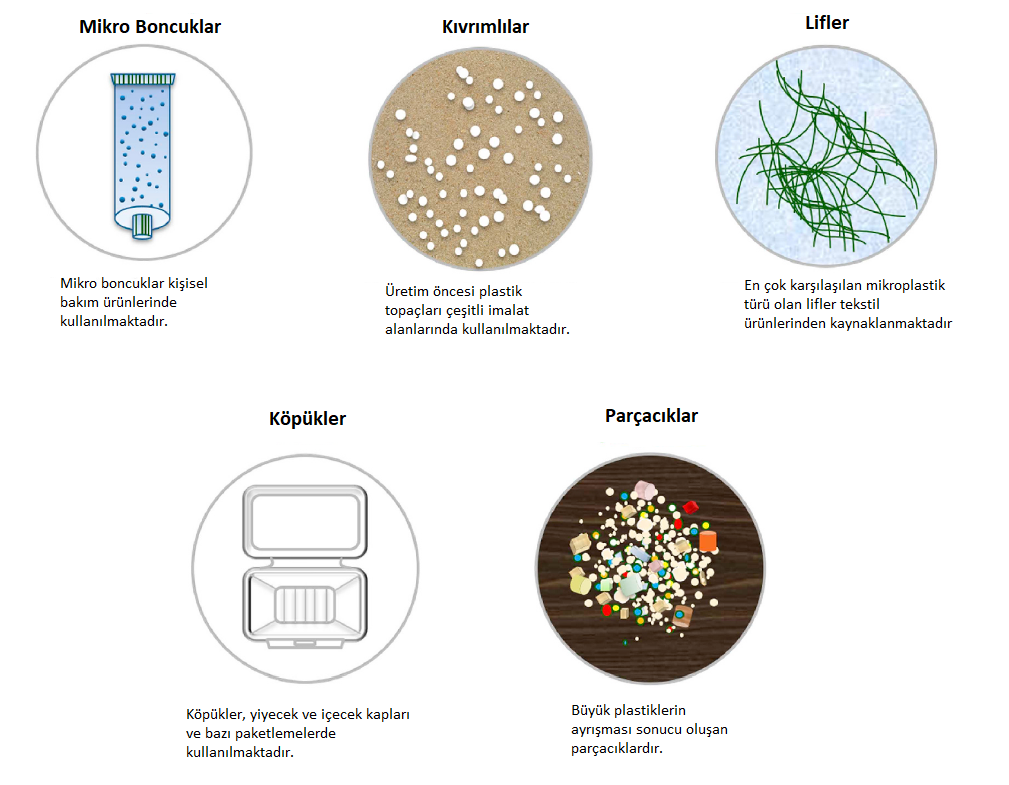 Mikro Boncuklar
Kıvrımlılar
Lifler
Mikro boncuklar kişisel
bakım ürünlerinde
kullanılmaktadır.
Üretim öncesi plastik
topaçları çeşitli imalat
alanlarında kullanılmaktadır.
En çok karşılaşılan mikroplastik
türü olan lifler tekstil
ürünlerinden kaynaklanmaktadır
Köpükler
Parçacıklar
Köpükler, yiyecek ve içecek kapları
ve bazı paketlemelerde
kullanılmaktadır.
Büyük plastiklerin
ayrışması sonucu oluşan
parçacıklardır.